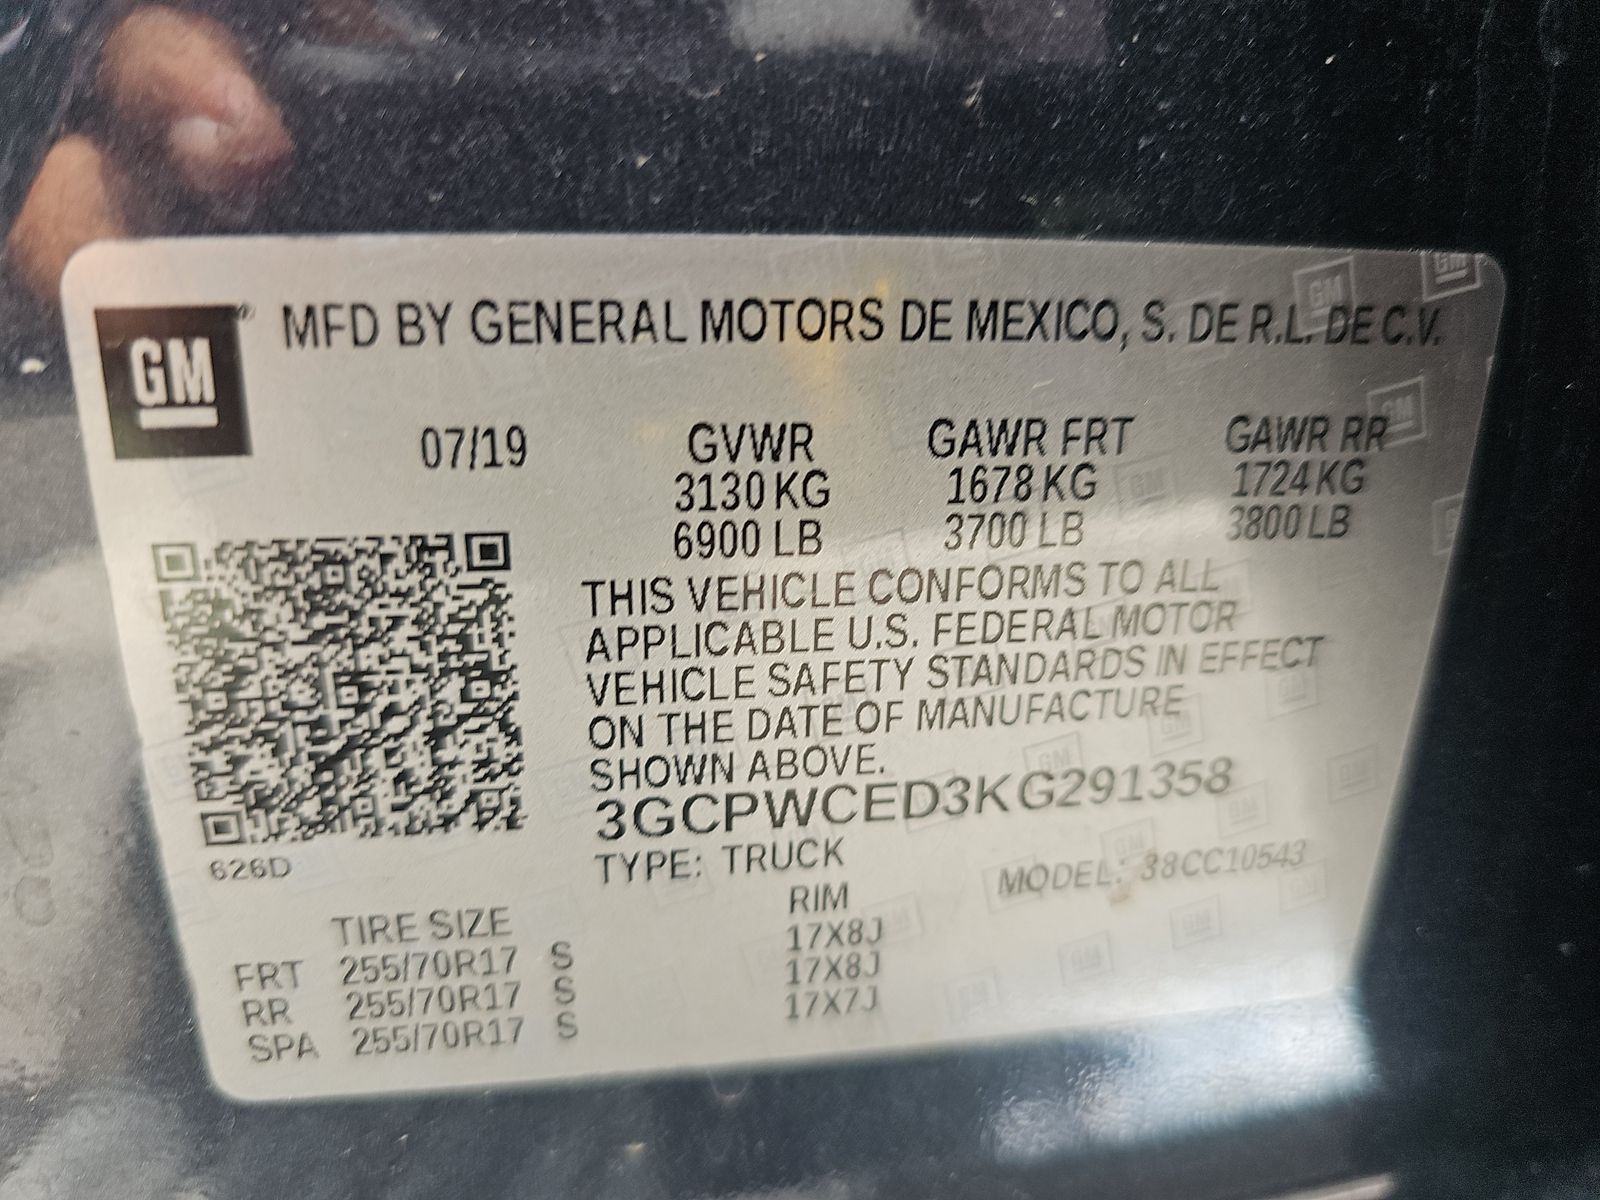 GM MFD BY GENERAL MOTORS DE MEXICO, S. DE R.L. DE C.V.
07/19 GVWR GAWR FRT GAWR RR
3130 KG 1678 KG 1724 KG
6900 LB 3700 LB 3800 LB
THIS VEHICLE CONFORMS TO ALL
APPLICABLE U.S. FEDERAL MOTOR
VEHICLE SAFETY STANDARDS IN EFFECT
ON THE DATE OF MANUFACTURE
SHOWN ABOVE.
3GCPWCED3KG291358
626D
TYPE: TRUCK MODEL: 38CC10543
TIRE SIZE RIM
FRT 255/70R17 S 17X8J
RR 255/70R17 S 17X8J
SPA 255/70R17 S 17X7J